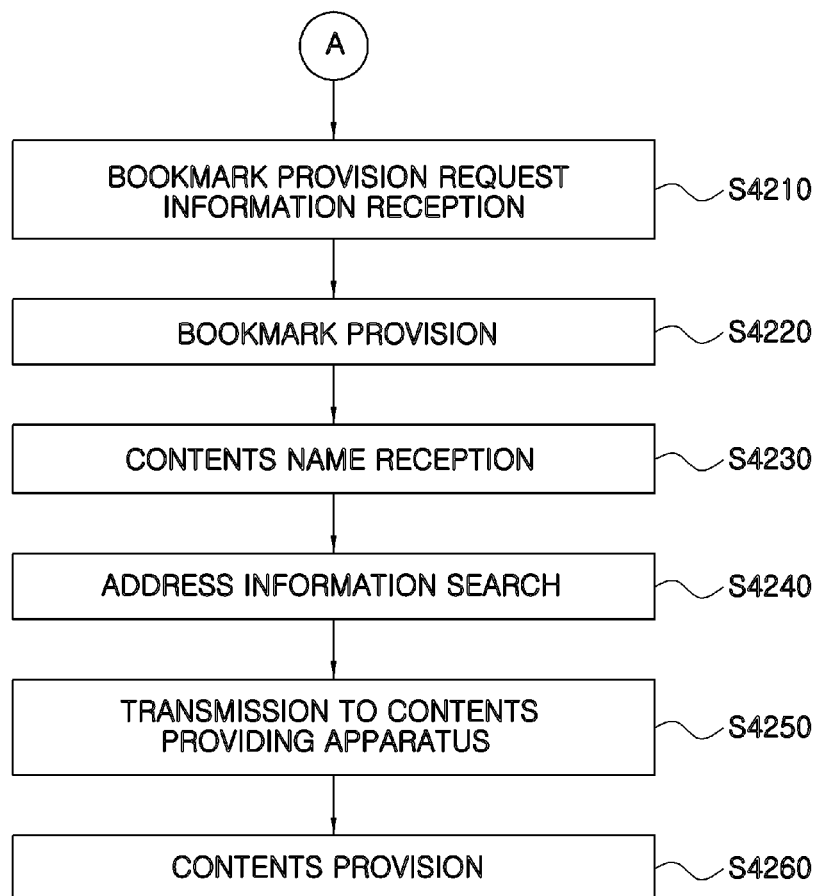 A
BOOKMARK PROVISION REQUEST
INFORMATION RECEPTION
S4210
BOOKMARK PROVISION
S4220
CONTENTS NAME RECEPTION
S4230
ADDRESS INFORMATION SEARCH
S4240
TRANSMISSION TO CONTENTS
PROVIDING APPARATUS
S4250
CONTENTS PROVISION
S4260